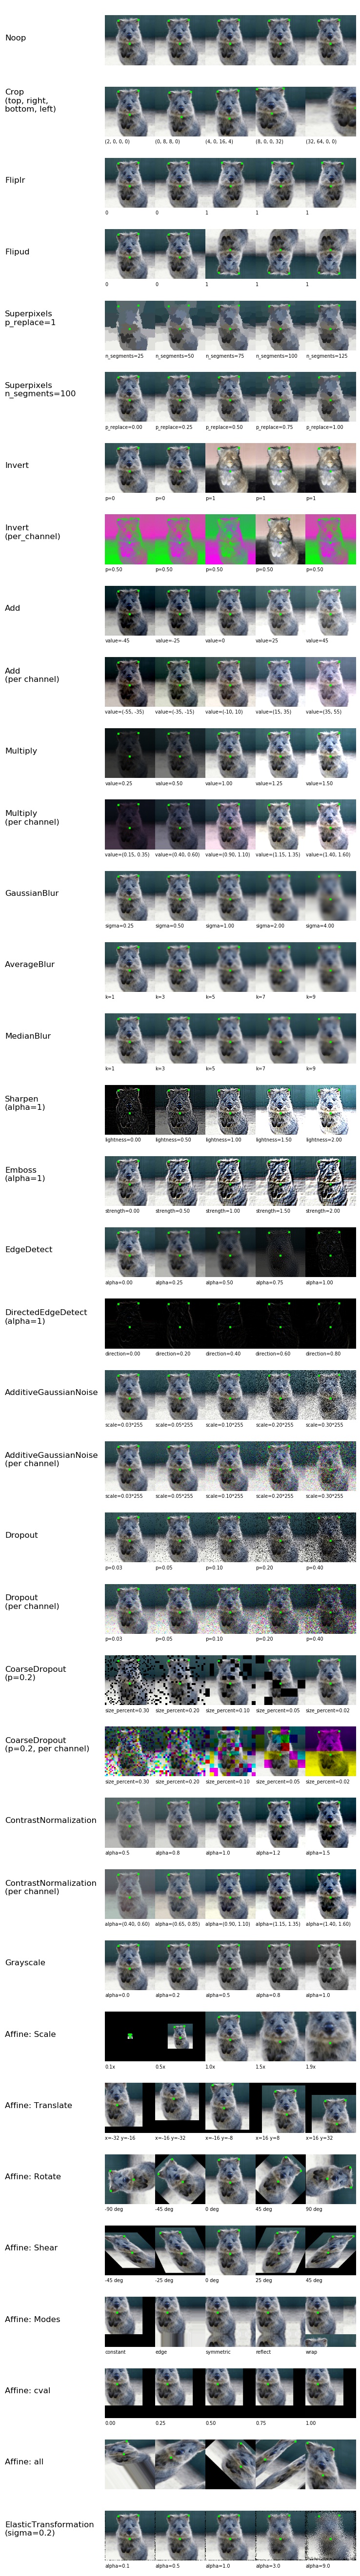 Noop
Crop
(top, right,
bottom, left)
(2, 0, 0, 0) (0, 8, 8, 0) (4, 0, 16, 4) (8, 0, 0, 32) (32, 64, 0, 0)
Fliplr
0 0 1 1 1
Flipud
0 0 1 1 1
Superpixels
p_replace=1
n_segments=25 n_segments=50 n_segments=75 n_segments=100 n_segments=125
Superpixels
n_segments=100
p_replace=0.00 p_replace=0.25 p_replace=0.50 p_replace=0.75 p_replace=1.00
Invert
p=0 p=0 p=1 p=1 p=1
Invert
(per_channel)
p=0.50 p=0.50 p=0.50 p=0.50 p=0.50
Add
value=-45 value=-25 value=0 value=25 value=45
Add
(per channel)
value=(-55, -35) value=(-35, -15) value=(-10, 10) value=(15, 35) value=(35, 55)
Multiply
value=0.25 value=0.50 value=1.00 value=1.25 value=1.50
Multiply
(per channel)
value=(0.15, 0.35) value=(0.40, 0.60) value=(0.90, 1.10) value=(1.15, 1.35) value=(1.40, 1.60)
GaussianBlur
sigma=0.25 sigma=0.50 sigma=1.00 sigma=2.00 sigma=4.00
AverageBlur
k=1 k=3 k=5 k=7 k=9
MedianBlur
k=1 k=3 k=5 k=7 k=9
Sharpen
(alpha=1)
lightness=0.00 lightness=0.50 lightness=1.00 lightness=1.50 lightness=2.00
Emboss
(alpha=1)
strength=0.00 strength=0.50 strength=1.00 strength=1.50 strength=2.00
EdgeDetect
alpha=0.00 alpha=0.25 alpha=0.50 alpha=0.75 alpha=1.00
DirectedEdgeDetect
(alpha=1)
direction=0.00 direction=0.20 direction=0.40 direction=0.60 direction=0.80
AdditiveGaussianNoise
scale=0.03*255 scale=0.05*255 scale=0.10*255 scale=0.20*255 scale=0.30*255
AdditiveGaussianNoise
(per channel)
scale=0.03*255 scale=0.05*255 scale=0.10*255 scale=0.20*255 scale=0.30*255
Dropout
p=0.03 p=0.05 p=0.10 p=0.20 p=0.40
Dropout
(per channel)
p=0.03 p=0.05 p=0.10 p=0.20 p=0.40
CoarseDropout
(p=0.2)
size_percent=0.30 size_percent=0.20 size_percent=0.10 size_percent=0.05 size_percent=0.02
CoarseDropout
(p=0.2, per channel)
size_percent=0.30 size_percent=0.20 size_percent=0.10 size_percent=0.05 size_percent=0.02
ContrastNormalization
alpha=0.5 alpha=0.8 alpha=1.0 alpha=1.2 alpha=1.5
ContrastNormalization
(per channel)
alpha=(0.40, 0.60) alpha=(0.65, 0.85) alpha=(0.90, 1.10) alpha=(1.15, 1.35) alpha=(1.40, 1.60)
Grayscale
alpha=0.0 alpha=0.2 alpha=0.5 alpha=0.8 alpha=1.0
Affine: Scale
0.1x 0.5x 1.0x 1.5x 1.9x
Affine: Translate
x=-32 y=-16 x=-16 y=-32 x=-16 y=-8 x=16 y=8 x=16 y=32
Affine: Rotate
-90 deg -45 deg 0 deg 45 deg 90 deg
Affine: Shear
-45 deg -25 deg 0 deg 25 deg 45 deg
Affine: Modes
constant edge symmetric reflect wrap
Affine: cval
0.00 0.25 0.50 0.75 1.00
Affine: all
ElasticTransformation
(sigma=0.2)
alpha=0.1 alpha=0.5 alpha=1.0 alpha=3.0 alpha=9.0